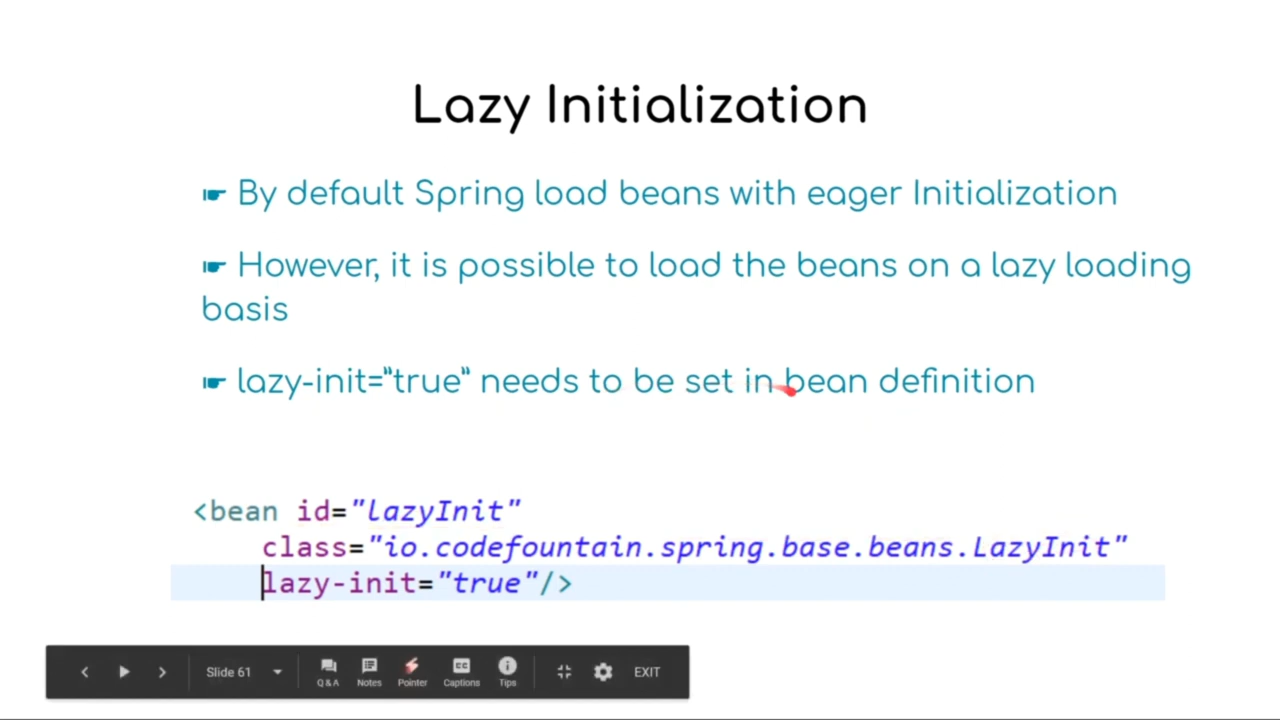 Lazy Initialization
☛ By default Spring load beans with eager Initialization
☛ However, it is possible to load the beans on a lazy loading
basis
☛ lazy-init=”true” needs to be set in bean definition
<bean id="lazyInit"
class="io.codefountain.spring.base.beans.LazyInit"
lazy-init="true"/>
Slide 61
Q & A
Notes
Pointer
CC
Captions
Tips
EXIT